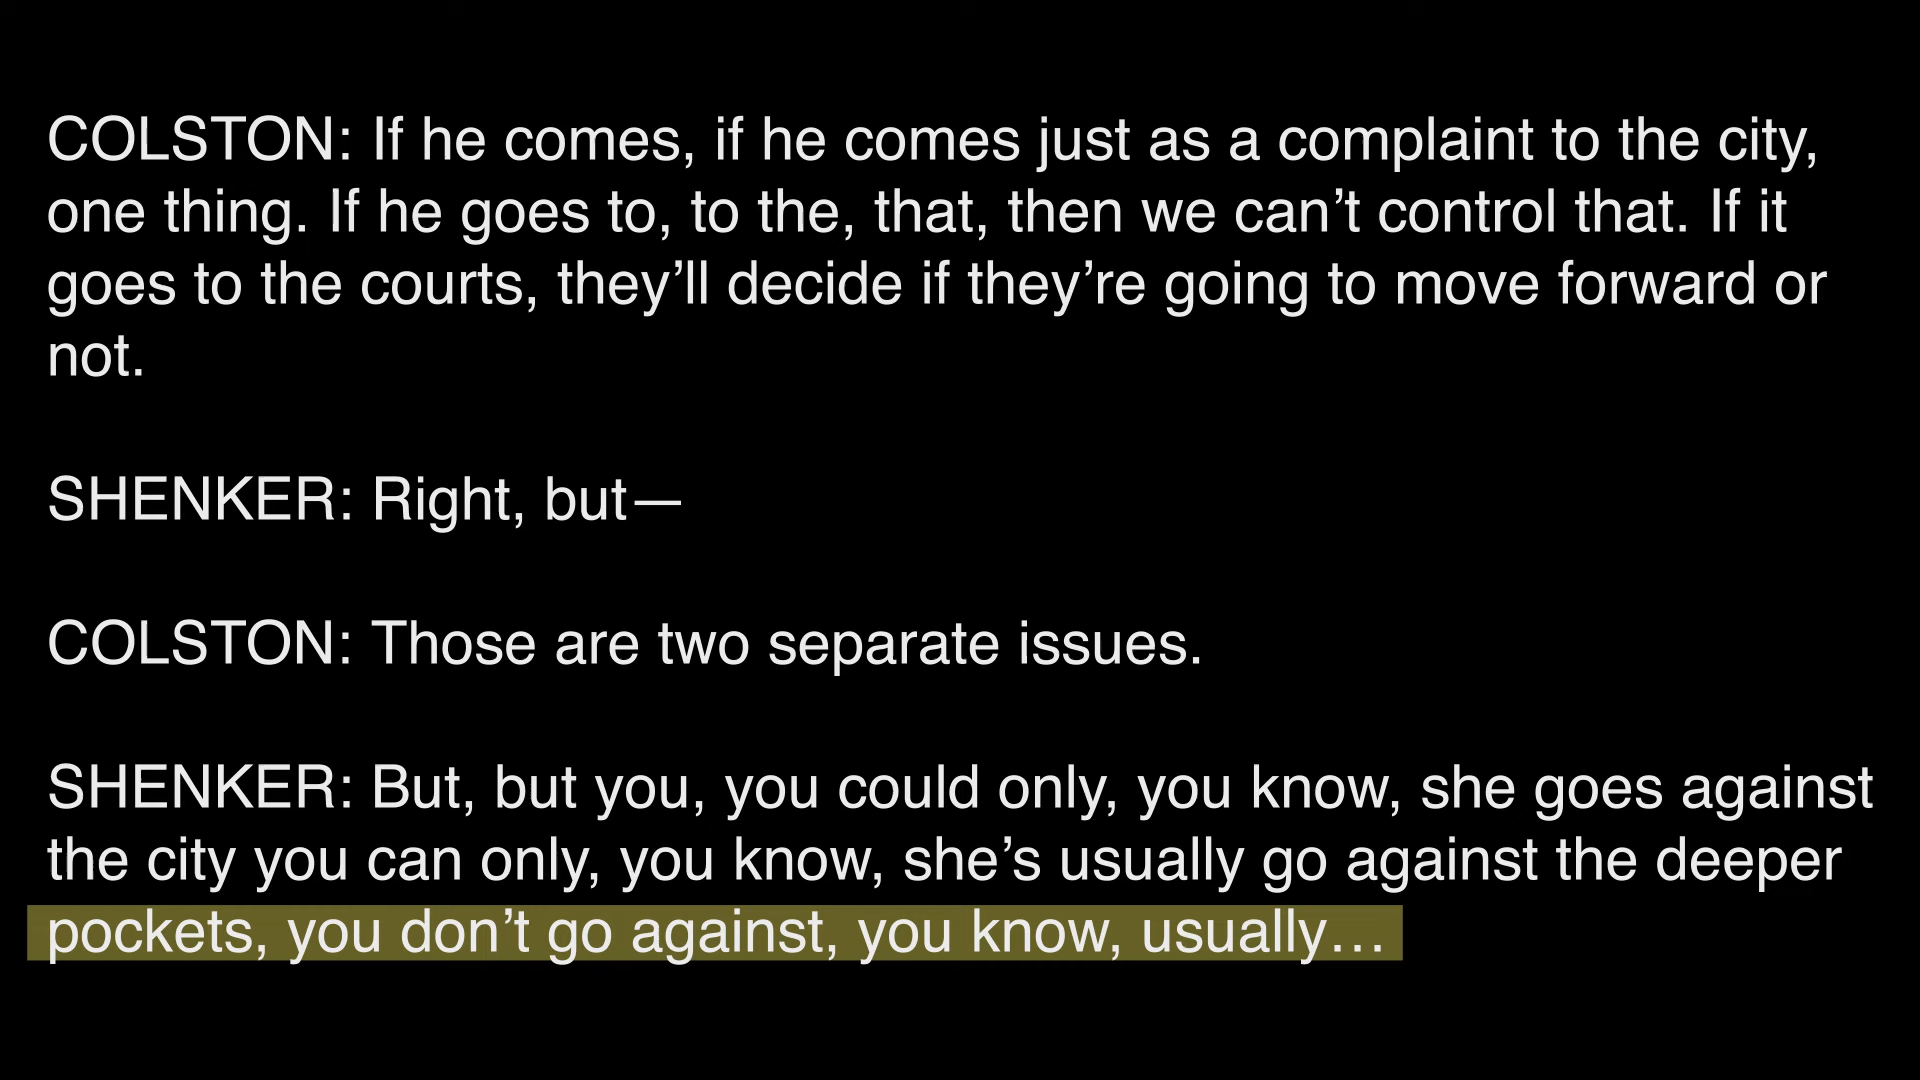 COLSTON: If he comes, if he comes just as a complaint to the city,
one thing. If he goes to, to the, that, then we can’t control that. If it
goes to the courts, they’ll decide if they’re going to move forward or
not.
SHENKER: Right, but—
COLSTON: Those are two separate issues.
SHENKER: But, but you, you could only, you know, she goes against
the city you can only, you know, she’s usually go against the deeper
pockets, you don’t go against, you know, usually…